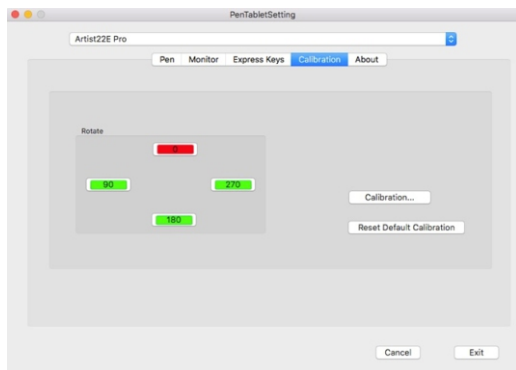 PenTabletSetting
Artist22E Pro
Pen Monitor Express Keys Calibration About
Rotate
0
90 270
180
Calibration...
Reset Default Calibration
Cancel Exit